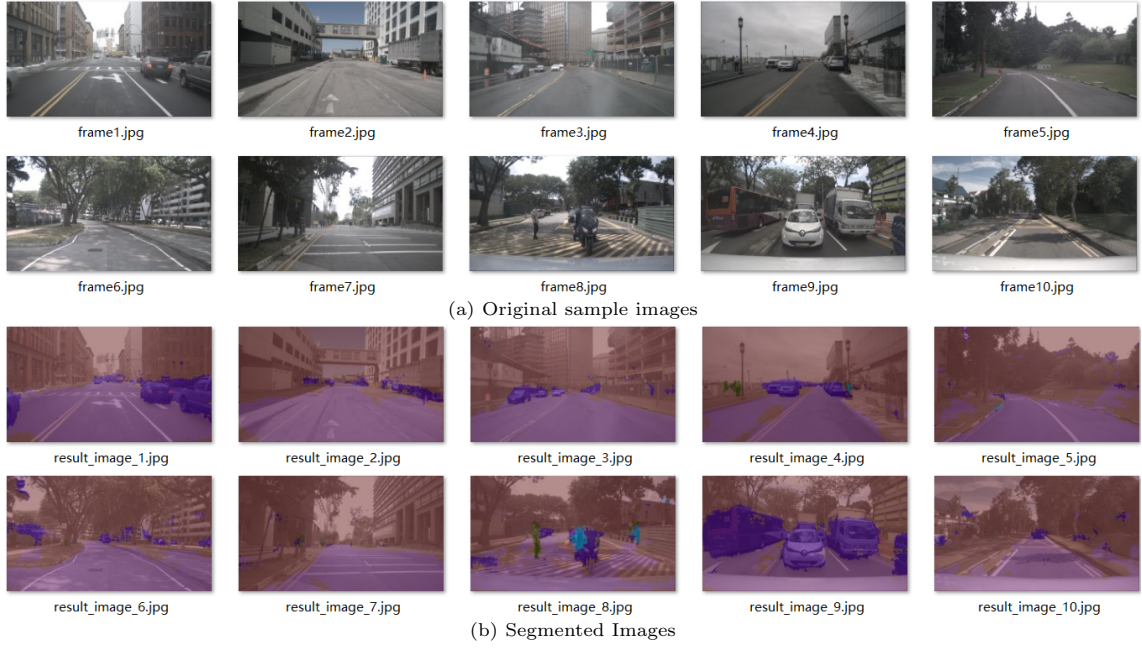 frame1.jpg frame2.jpg frame3.jpg frame4.jpg frame5.jpg
frame6.jpg frame7.jpg frame8.jpg frame9.jpg frame10.jpg
(a) Original sample images
result_image_1.jpg result_image_2.jpg result_image_3.jpg result_image_4.jpg result_image_5.jpg
result_image_6.jpg result_image_7.jpg result_image_8.jpg result_image_9.jpg result_image_10.jpg
(b) Segmented Images